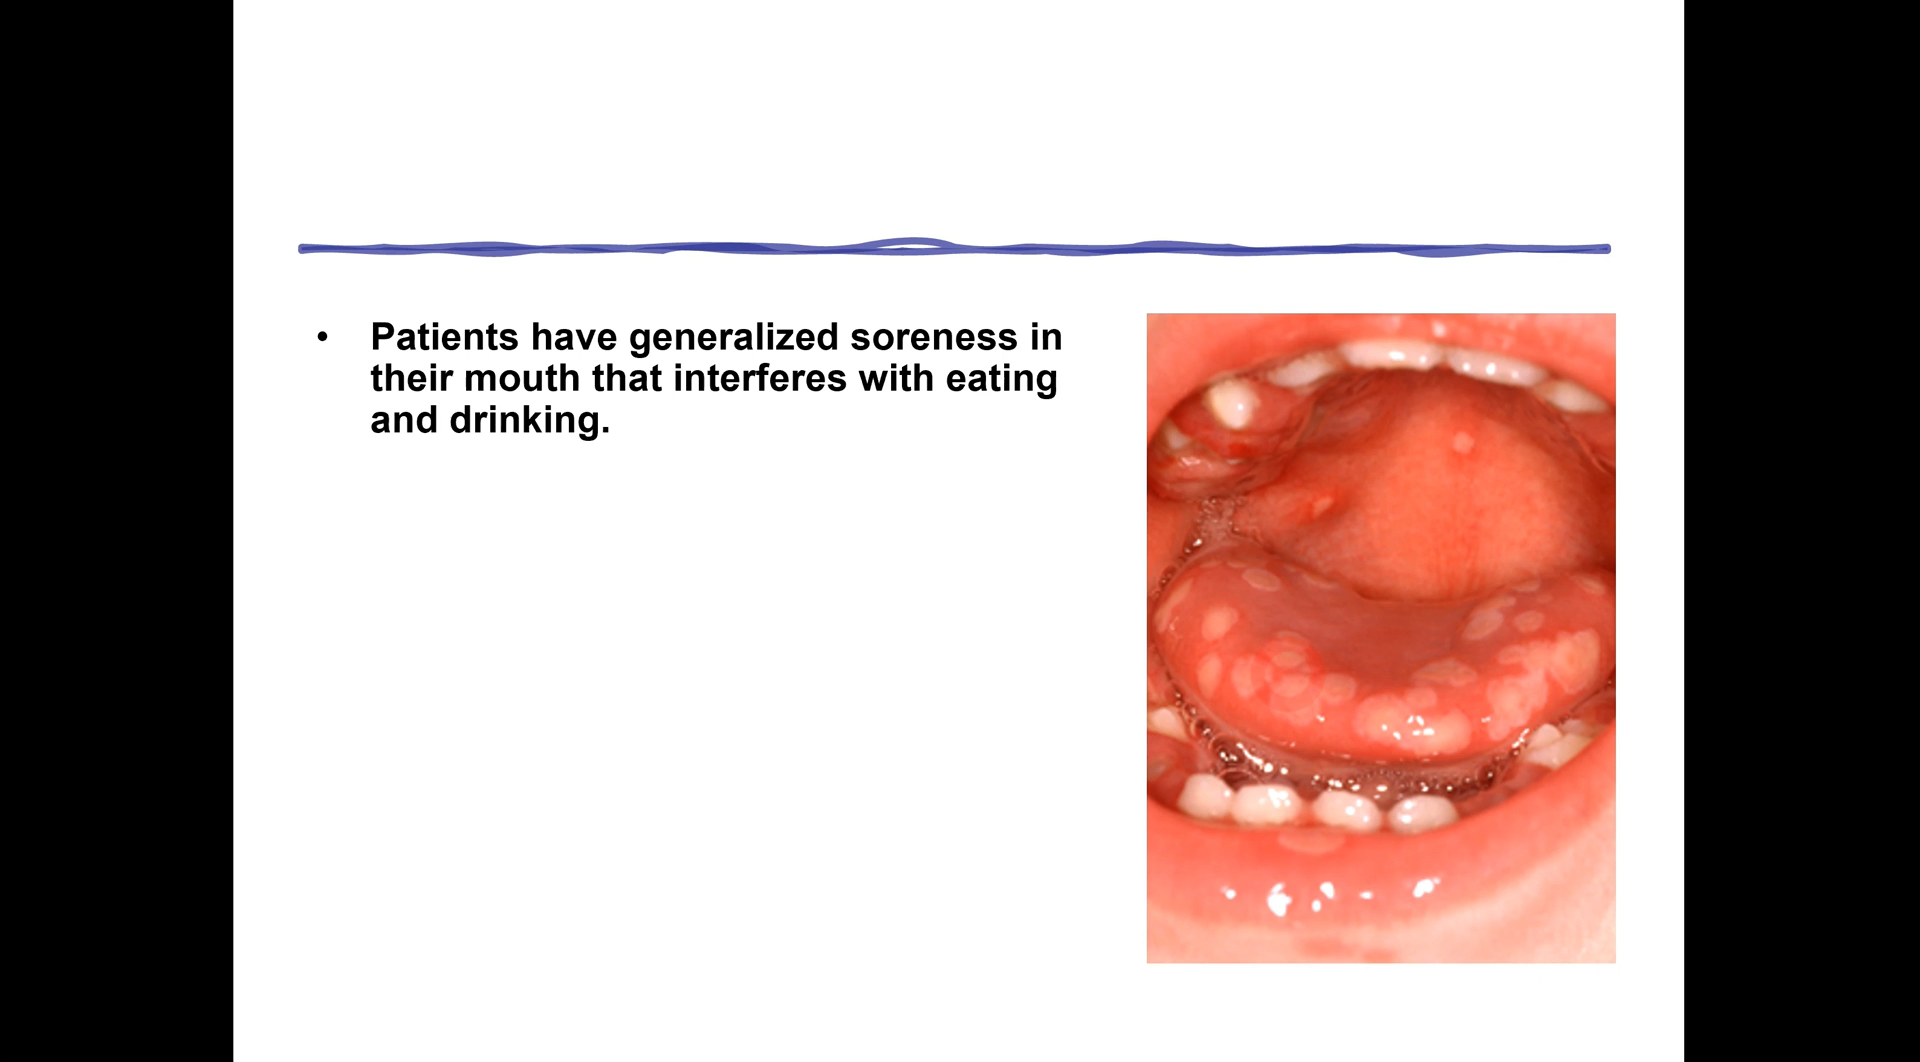 • Patients have generalized soreness in
their mouth that interferes with eating
and drinking.